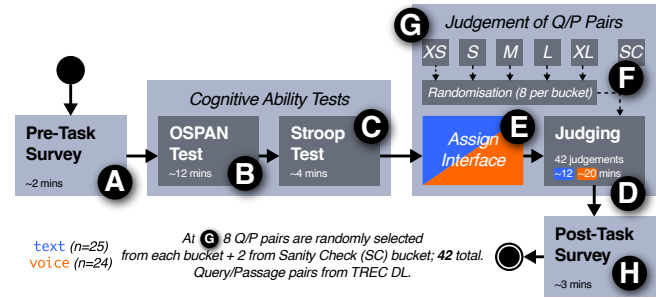 G
Judgement of Q/P Pairs
XS
S
M
L
XL
SC
F
Randomisation (8 per bucket)
Cognitive Ability Tests
Pre-Task
Survey
~2 mins
A
OSPAN
Test
~12 mins
B
Stroop
Test
~4 mins
C
Assign
Interface
E
Judging
42 judgements
~12 ~20 mins
D
text (n=25)
voice (n=24)
At G 8 Q/P pairs are randomly selected
from each bucket + 2 from Sanity Check (SC) bucket; 42 total.
Query/Passage pairs from TREC DL.
Post-Task
Survey
~3 mins
H